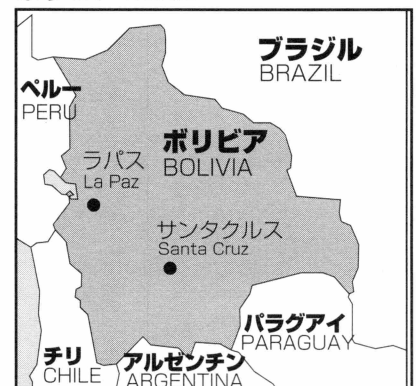 ブラジル
BRAZIL
ペルー
PERU
ボリビア
BOLIVIA
ラパス
La Paz
サンタクルス
Santa Cruz
パラグアイ
PARAGUAY
チリ
CHILE
アルゼンチン
ARGENTINA